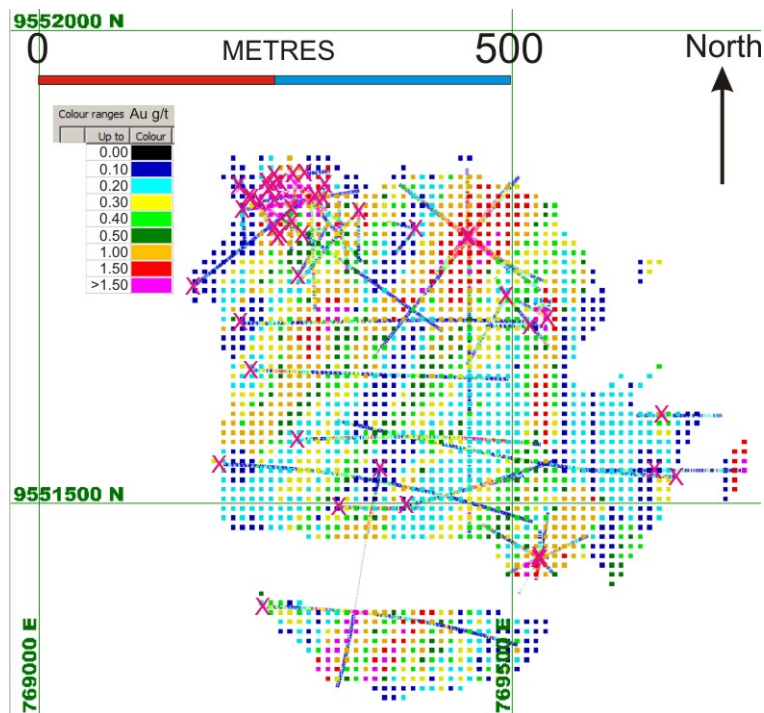 9552000 N
0 METRES 500 North
Colour ranges Au g/t
Up to Colour
0.00
0.10
0.20
0.30
0.40
0.50
1.00
1.50
>1.50
9551500 N
769000 E
769500 E